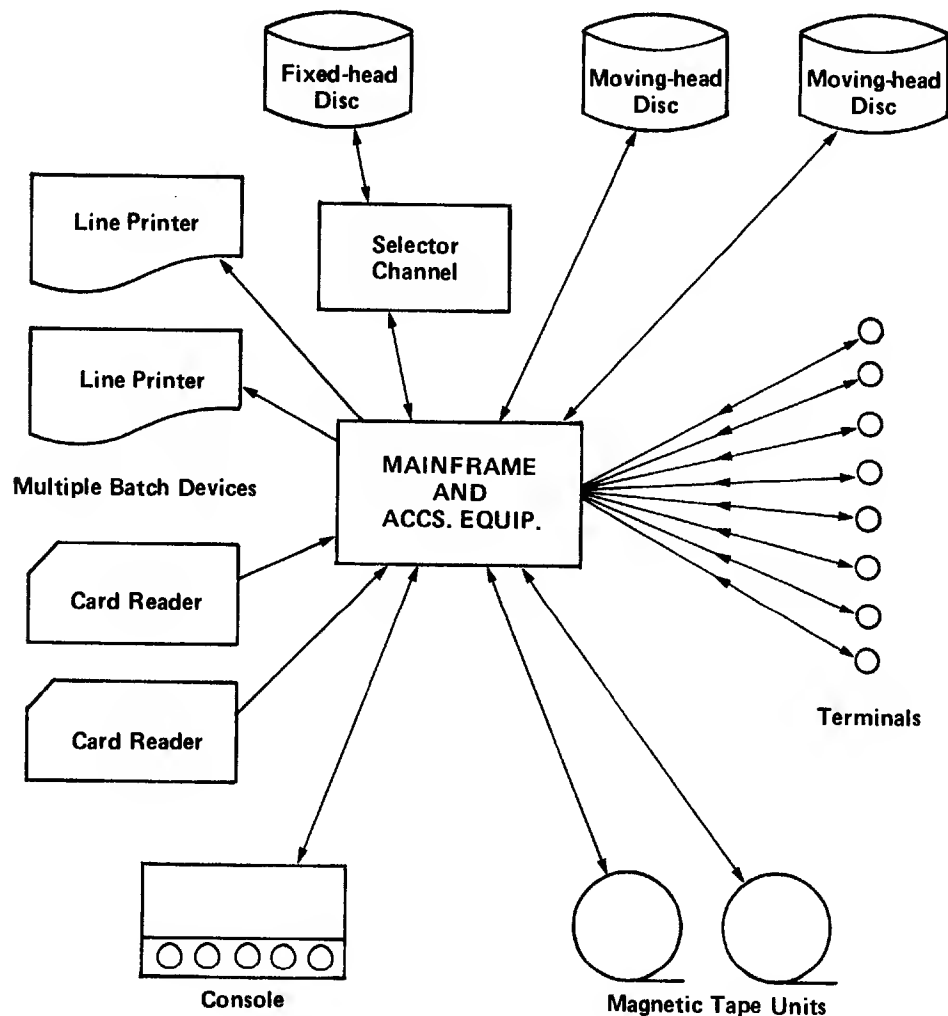 Fixed-head
Disc
Moving-head
Disc
Moving-head
Disc
Line Printer
Selector
Channel
Line Printer
MAINFRAME
AND
ACCS. EQUIP.
Multiple Batch Devices
Card Reader
Card Reader
Terminals
Console
Magnetic Tape Units